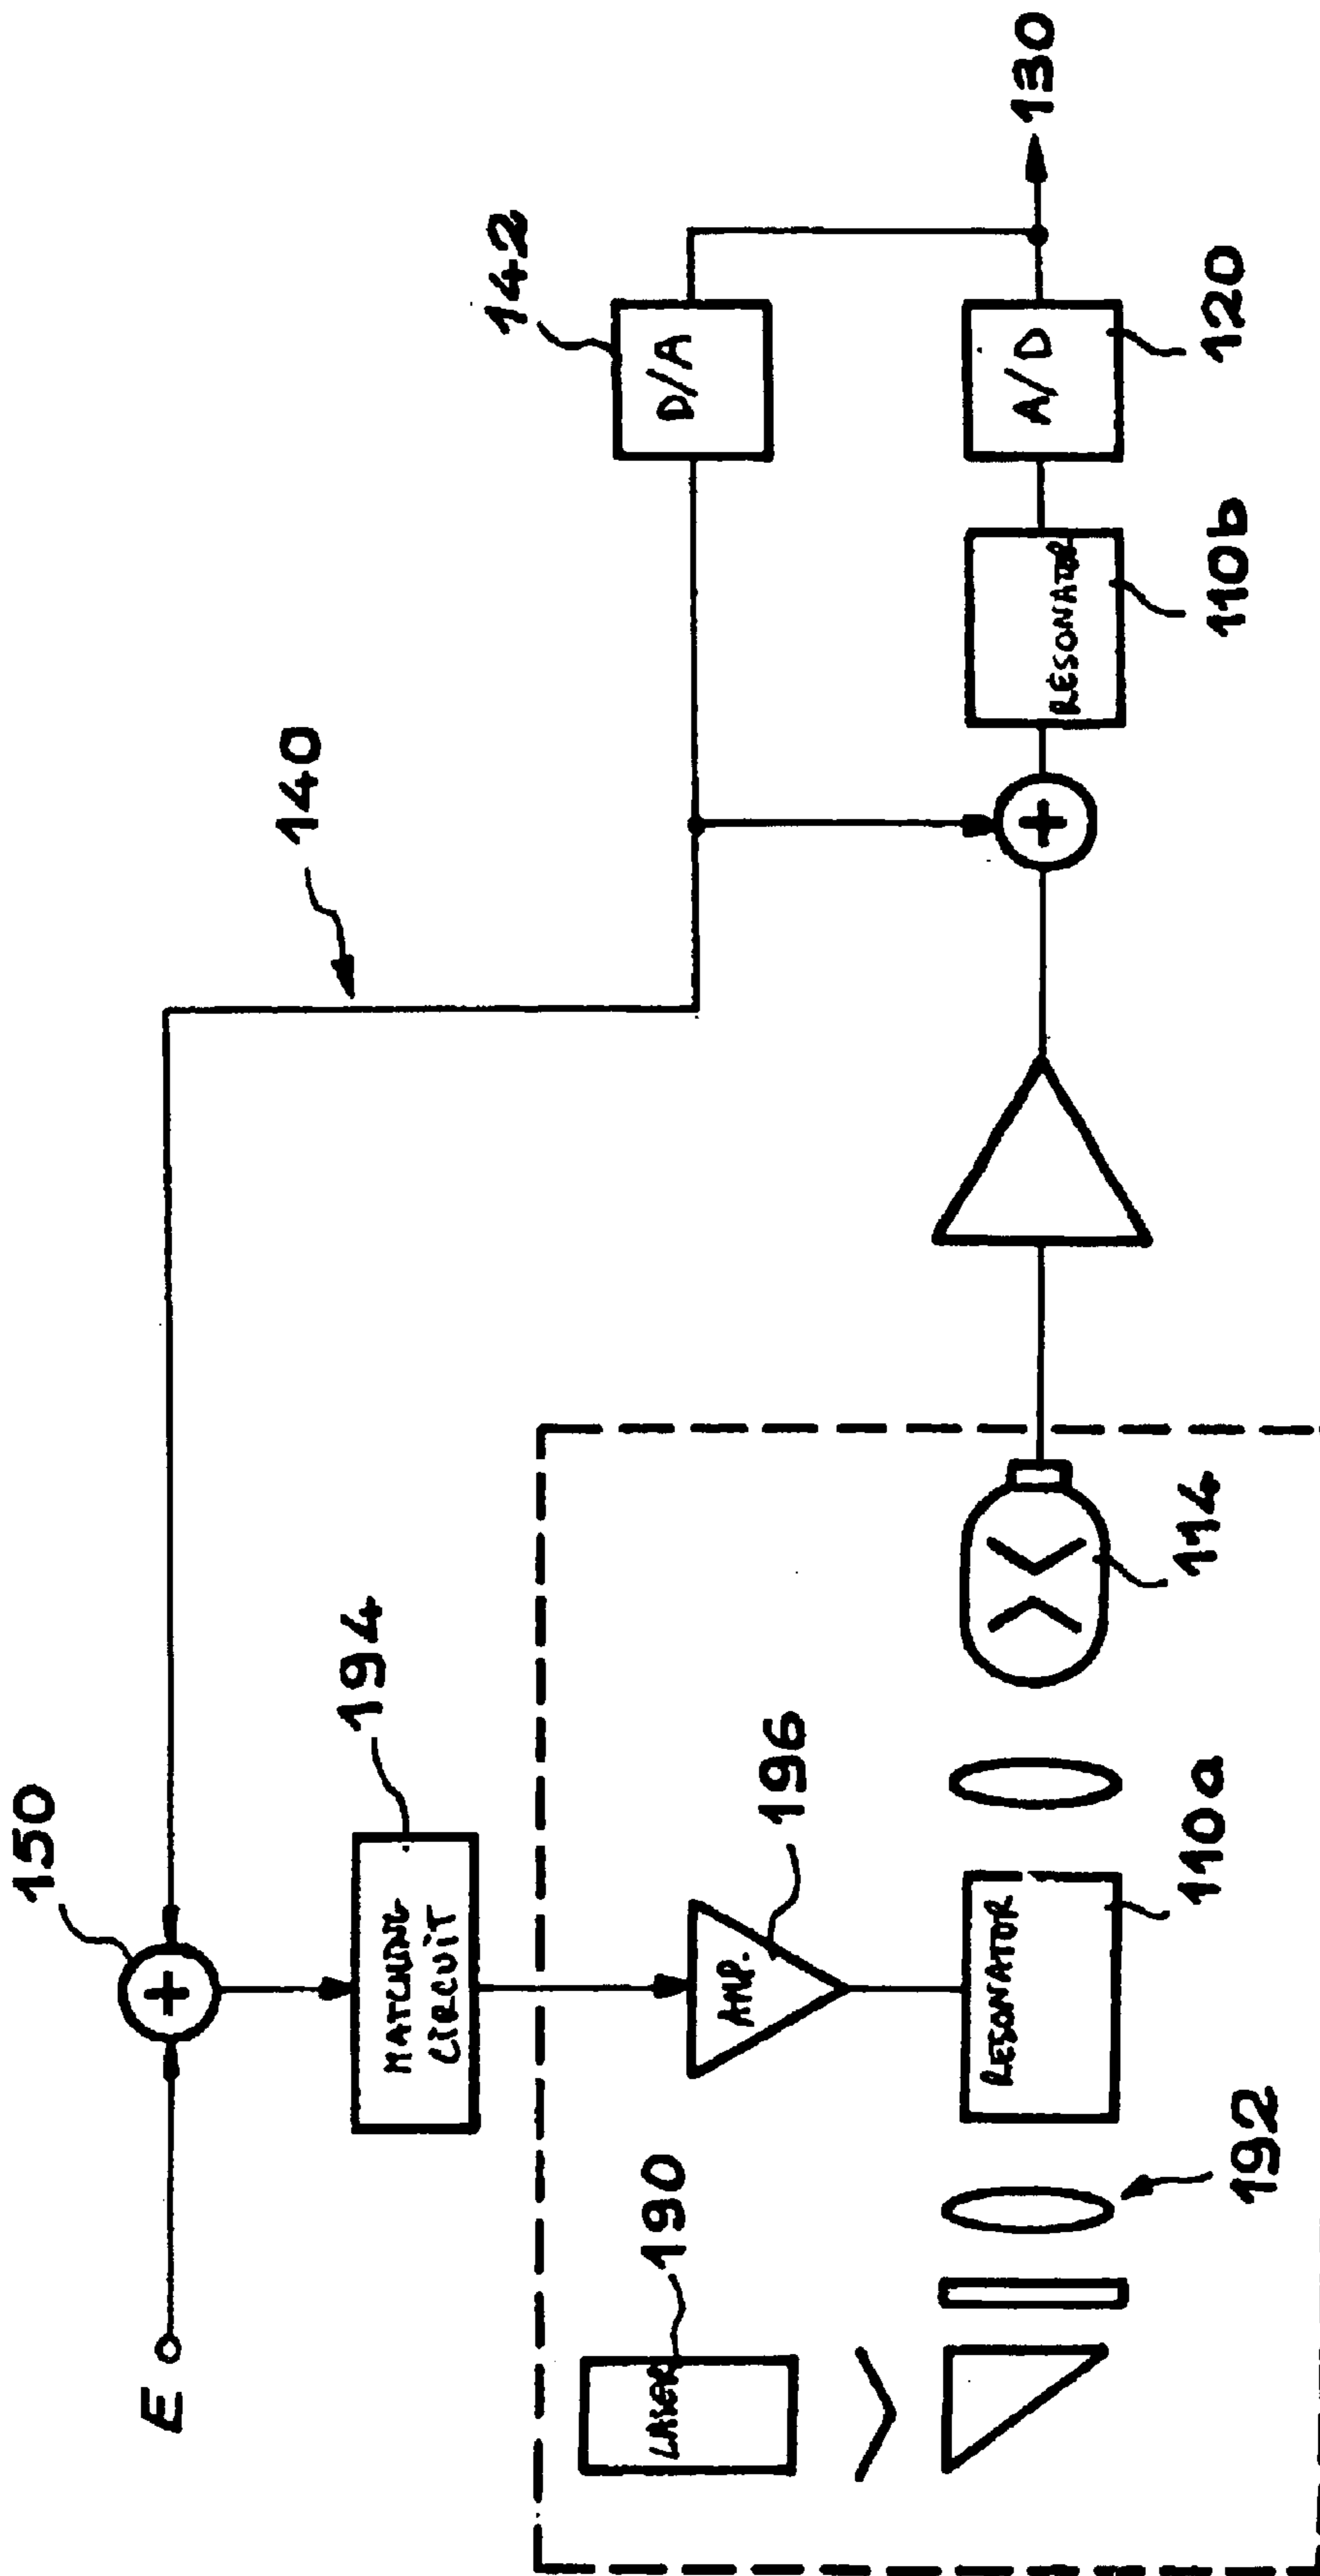 E
150
140
142
D/A
130
194
MATCHING
CIRCUIT
190
LASER
196
AMP.
192
RESONATOR
110a
114
RESONATOR
110b
A/D
120